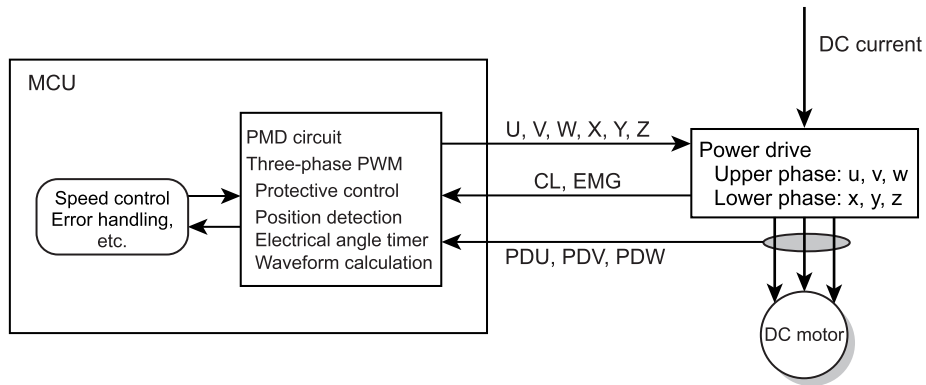 DC current
MCU
PMD circuit
Three-phase PWM
Protective control
Position detection
Electrical angle timer
Waveform calculation
Speed control
Error handling,
etc.
U, V, W, X, Y, Z
CL, EMG
PDU, PDV, PDW
Power drive
Upper phase: u, v, w
Lower phase: x, y, z
DC motor